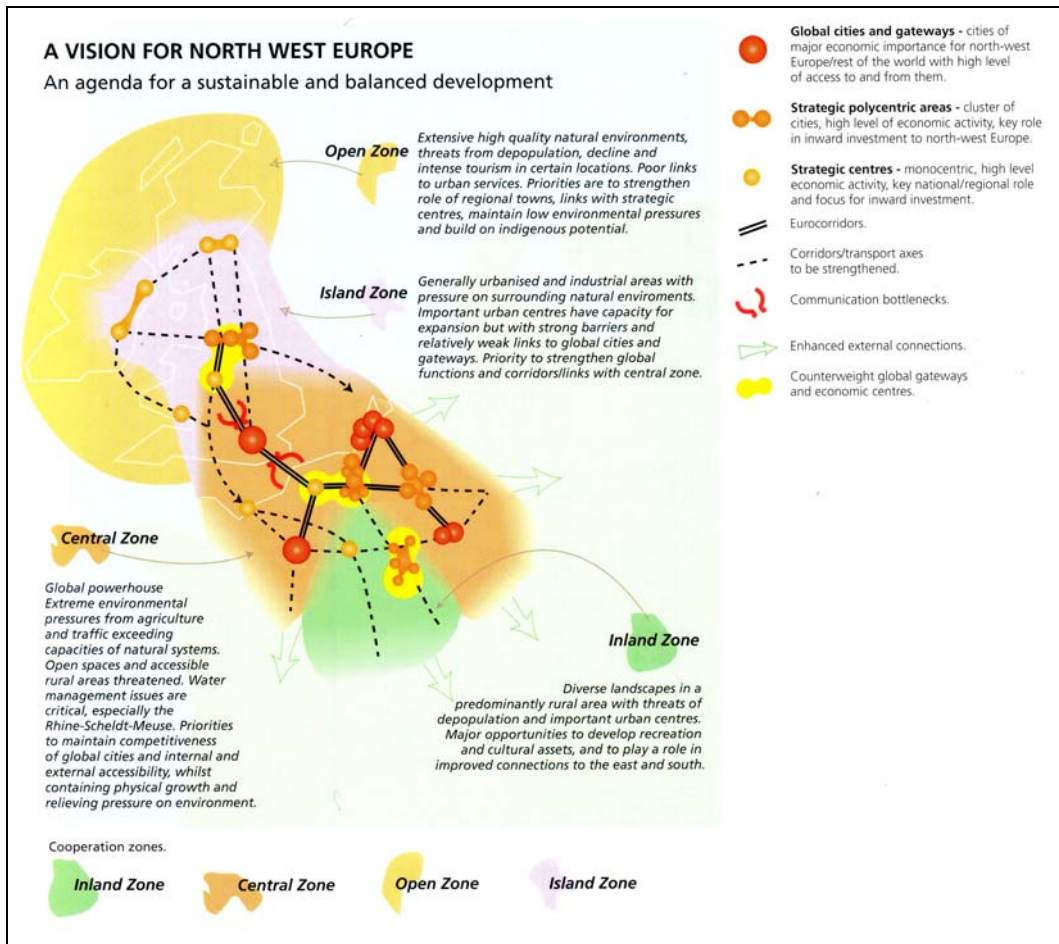 A VISION FOR NORTH WEST EUROPE
An agenda for a sustainable and balanced development
Open Zone
Extensive high quality natural environments,
threats from depopulation, decline and
intense tourism in certain locations. Poor links
to urban services. Priorities are to strengthen
role of regional towns, links with strategic
centres, maintain low environmental pressures
and build on indigenous potential.
Island Zone
Generally urbanised and industrial areas with
pressure on surrounding natural enviroments.
Important urban centres have capacity for
expansion but with strong barriers and
relatively weak links to global cities and
gateways. Priority to strengthen global
functions and corridors/links with central zone.
Central Zone
Global powerhouse
Extreme environmental
pressures from agriculture
and traffic exceeding
capacities of natural systems.
Open spaces and accessible
rural areas threatened. Water
management issues are
critical, especially the
Rhine-Scheldt-Meuse. Priorities
to maintain competitiveness
of global cities and internal and
external accessibility, whilst
containing physical growth and
relieving pressure on environment.
Inland Zone
Diverse landscapes in a
predominantly rural area with threats of
depopulation and important urban centres.
Major opportunities to develop recreation
and cultural assets, and to play a role in
improved connections to the east and south.
Global cities and gateways - cities of
major economic importance for north-west
Europe/rest of the world with high level
of access to and from them.
Strategic polycentric areas - cluster of
cities, high level of economic activity, key role
in inward investment to north-west Europe.
Strategic centres - monocentric, high level
economic activity, key national/regional role
and focus for inward investment.
Eurocorridors.
Corridors/transport axes
to be strengthened.
Communication bottlenecks.
Enhanced external connections.
Counterweight global gateways
and economic centres.
Cooperation zones.
Inland Zone
Central Zone
Open Zone
Island Zone